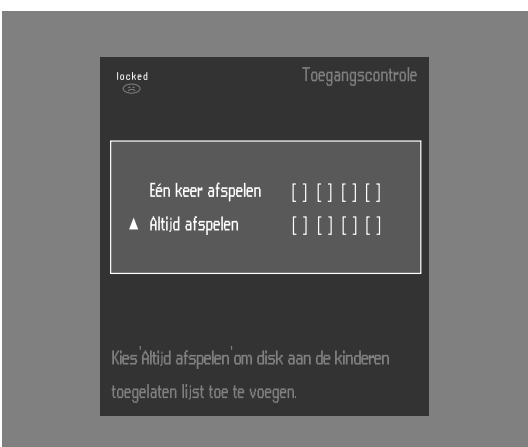 locked
Toegangscontrole
Eén keer afspelen [ ] [ ] [ ] [ ]
▲ Altijd afspelen [ ] [ ] [ ] [ ]
Kies 'Altijd afspelen' om disk aan de kinderen
toegelaten lijst toe te voegen.